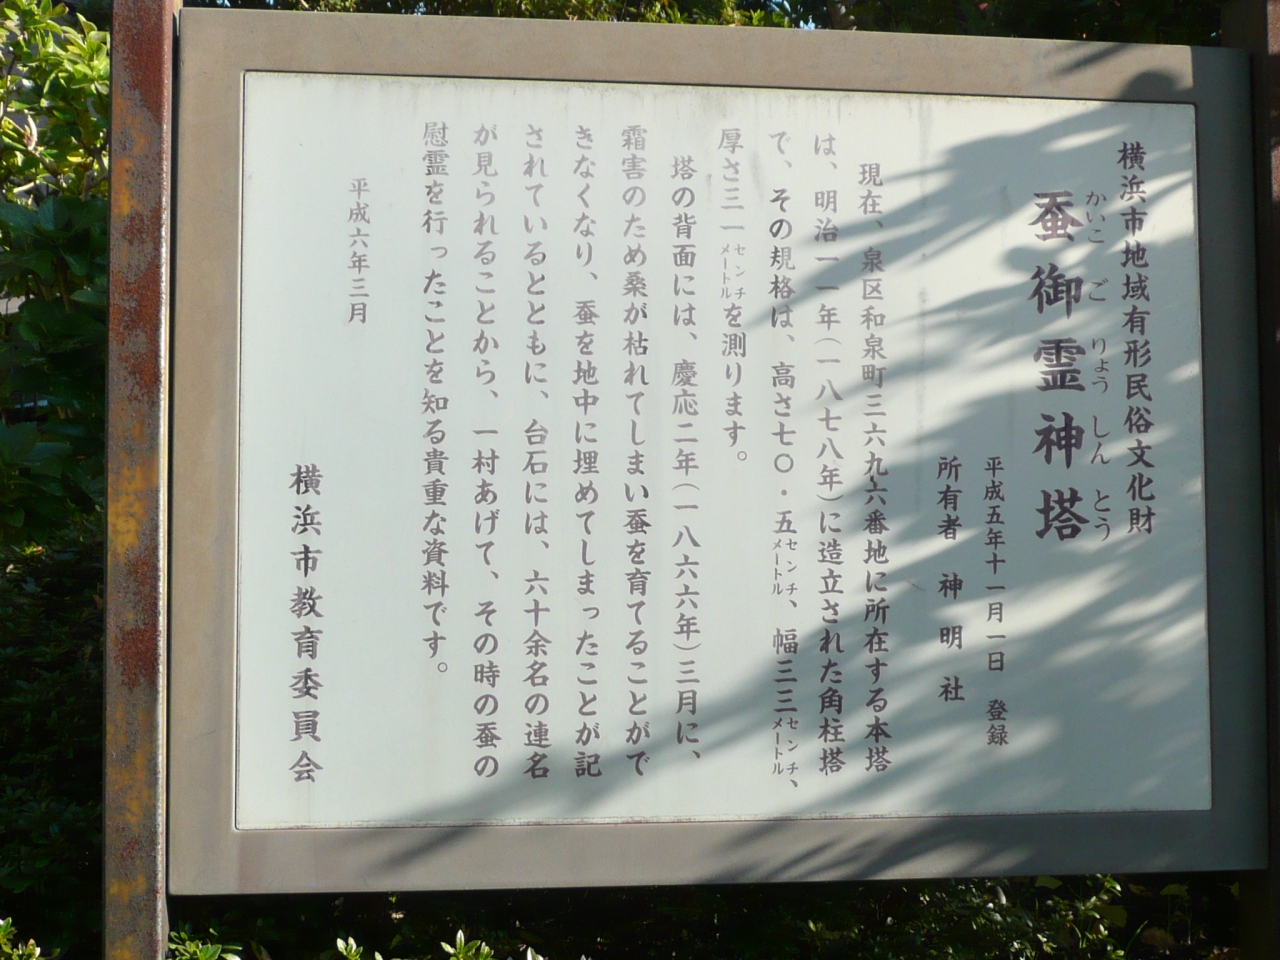 横浜市地域有形民俗文化財
蚕御霊神塔
かいこ ご りょう しん とう
平成五年十一月一日 登録
所有者 神明社
現在、泉区和泉町三六九六番地に所在する本塔
は、明治一一年(一八七八年)に造立された角柱塔
で、その規格は、高さ七〇・五センチメートル、幅三三センチメートル、
厚さ三一センチメートルを測ります。
塔の背面には、慶応二年(一八六六年)三月に、
霜害のため桑が枯れてしまい蚕を育てることがで
きなくなり、蚕を地中に埋めてしまったことが記
されているとともに、台石には、六十余名の連名
が見られることから、一村あげて、その時の蚕の
慰霊を行ったことを知る貴重な資料です。
平成六年三月
横浜市教育委員会